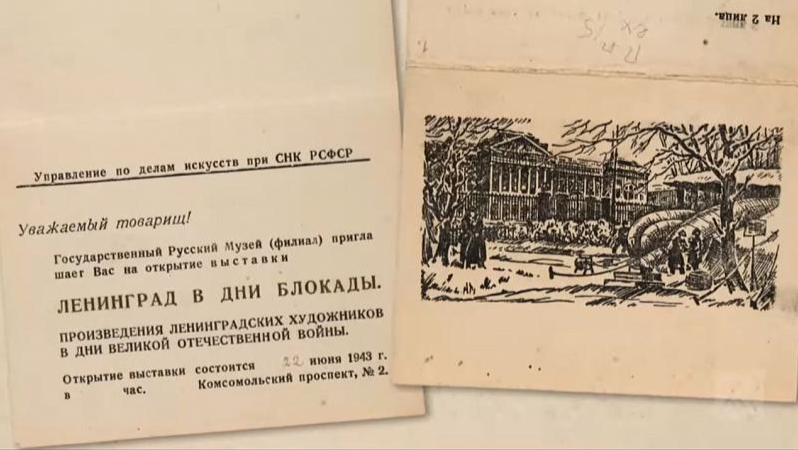 Управление по делам искусств при СНК РСФСР
Уважаемый товарищ!
Государственный Русский Музей (филиал) пригла
шает Вас на открытие выставки
ЛЕНИНГРАД В ДНИ БЛОКАДЫ.
ПРОИЗВЕДЕНИЯ ЛЕНИНГРАДСКИХ ХУДОЖНИКОВ
В ДНИ ВЕЛИКОЙ ОТЕЧЕСТВЕННОЙ ВОЙНЫ.
Открытие выставки состоится 22 июня 1943 г.
в час. Комсомольский проспект, № 2.
На 2 лица.
1.